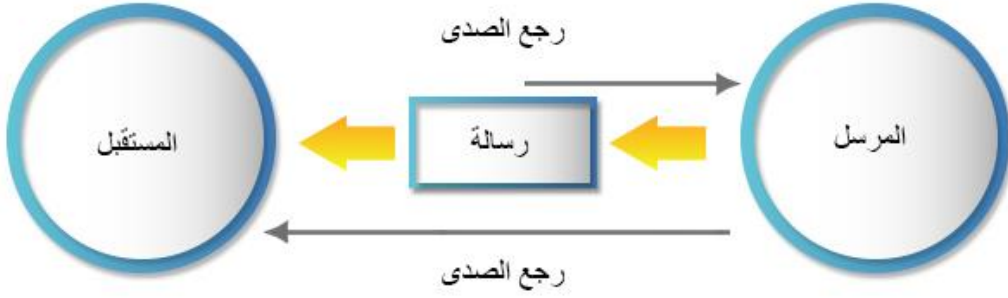 رجع الصدى
المرسل
رسالة
المستقبل
رجع الصدى